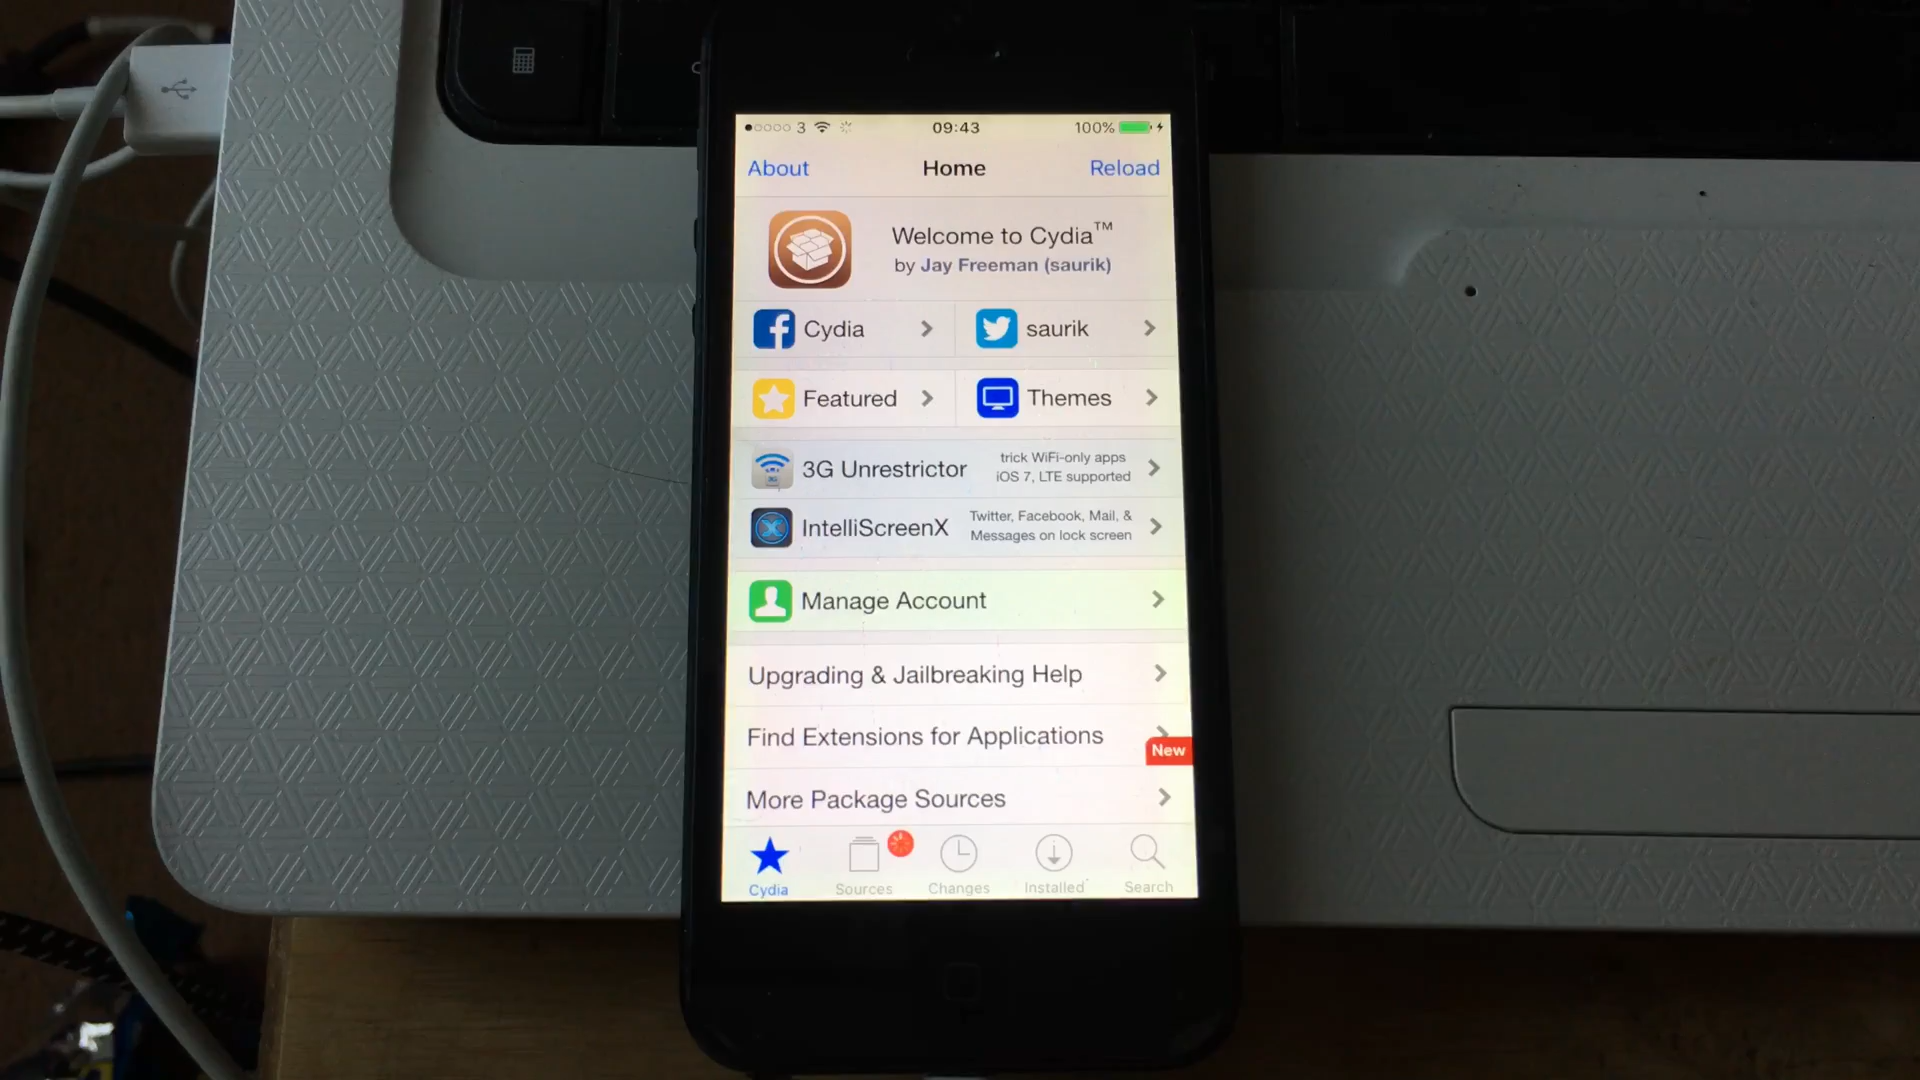 3 09:43 100%
About Home Reload
Welcome to Cydia™
by Jay Freeman (saurik)
Cydia saurik
Featured Themes
3G Unrestrictor trick WiFi-only apps
iOS 7, LTE supported
IntelliScreenX Twitter, Facebook, Mail, &
Messages on lock screen
Manage Account
Upgrading & Jailbreaking Help
Find Extensions for Applications
New
More Package Sources
Cydia Sources Changes Installed Search